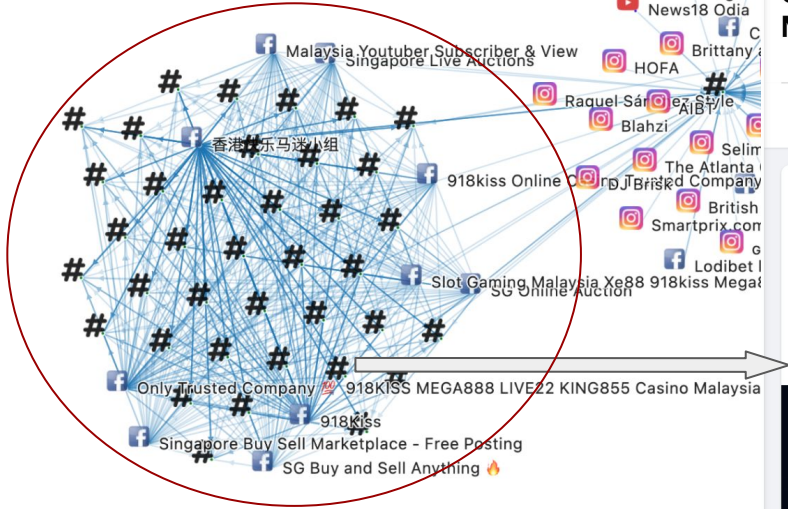 News18 Odia
C
Malaysia Youtuber Subscriber & View
Singapore Live Auctions
Brittany a
HOFA
#
Raquel Sánchez Style
AIBT
Blahzi
香港娱乐马迷小组
Selim
The Atlanta
918kiss Online Casino Trusted Company
DJ Brisk
British
Smartprix.com
G
Lodibet
Slot Gaming Malaysia Xe88 918kiss Mega8
SG Online Auction
Only Trusted Company 💯 918KISS MEGA888 LIVE22 KING855 Casino Malaysia
918Kiss
Singapore Buy Sell Marketplace - Free Posting
SG Buy and Sell Anything 🔥